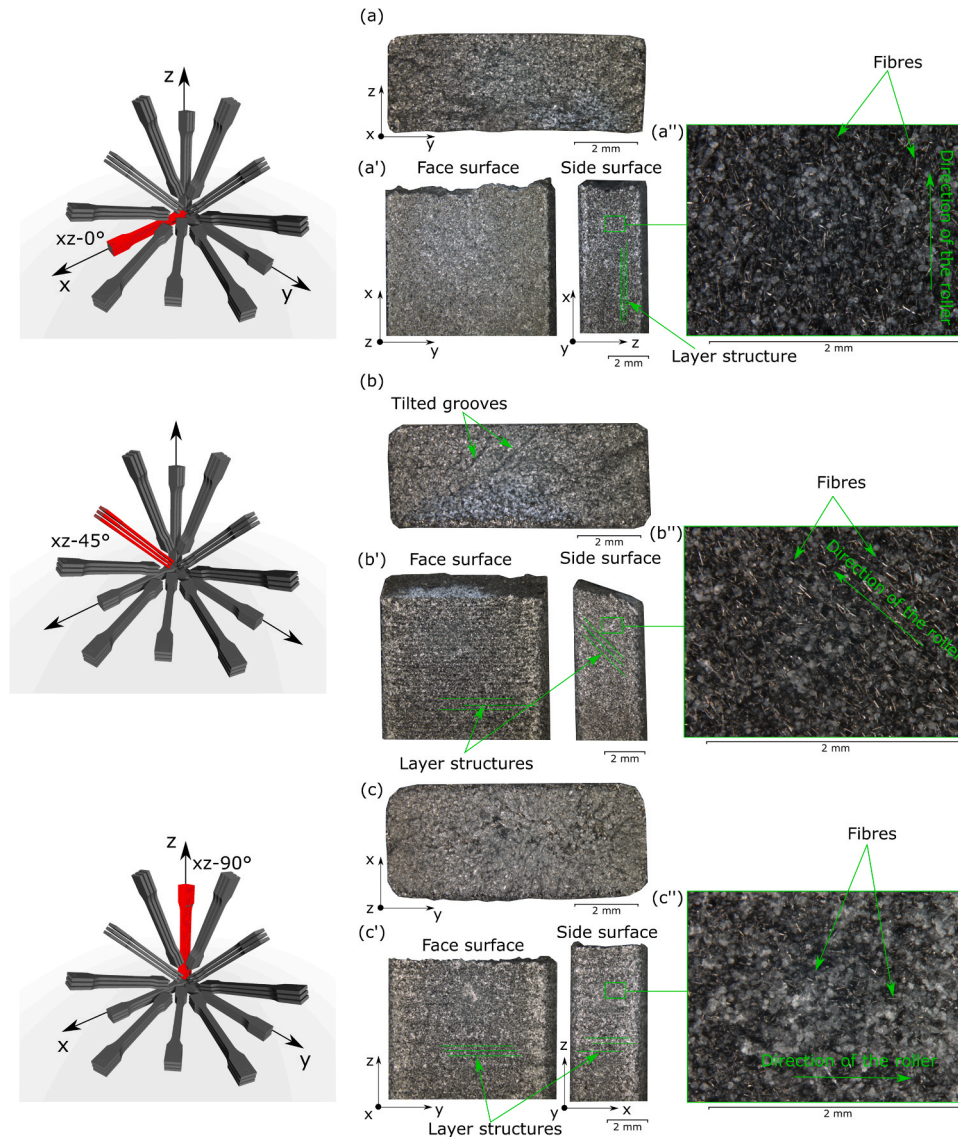 (a)
z
x
y
2 mm
z
xz-0°
x
y
(a')
Face surface
Side surface
x
z
y
x
y
z
2 mm
Layer structure
(a'')
Fibres
Direction of the roller
2 mm
(b)
Tilted grooves
2 mm
xz-45°
(b')
Face surface
Side surface
Layer structures
2 mm
(b'')
Fibres
Direction of the roller
2 mm
(c)
x
z
y
2 mm
z
xz-90°
x
y
(c')
Face surface
Side surface
z
x
y
z
y
x
2 mm
Layer structures
(c'')
Fibres
Direction of the roller
2 mm